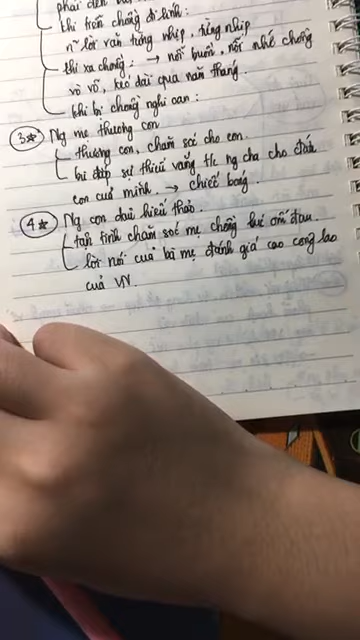 phải
khi tiễn chồng đi lính:
n~ lời văn từng nhịp, từng nhịp
khi xa chồng: → nỗi buồn, nỗi nhớ chồng
vò võ, kéo dài qua năm tháng.
khi bị chồng nghi oan:
3* Ng mẹ thương con
thương con, chăm sóc cho con.
bù đắp sự thiếu vắng t/c ng cha cho đứa
con của mình. → chiếc bóng.
4* Ng con dâu hiếu thảo.
tận tình chăm sóc mẹ chồng lúc ốm đau.
lời nói của bà mẹ đánh giá cao công lao
của VN.